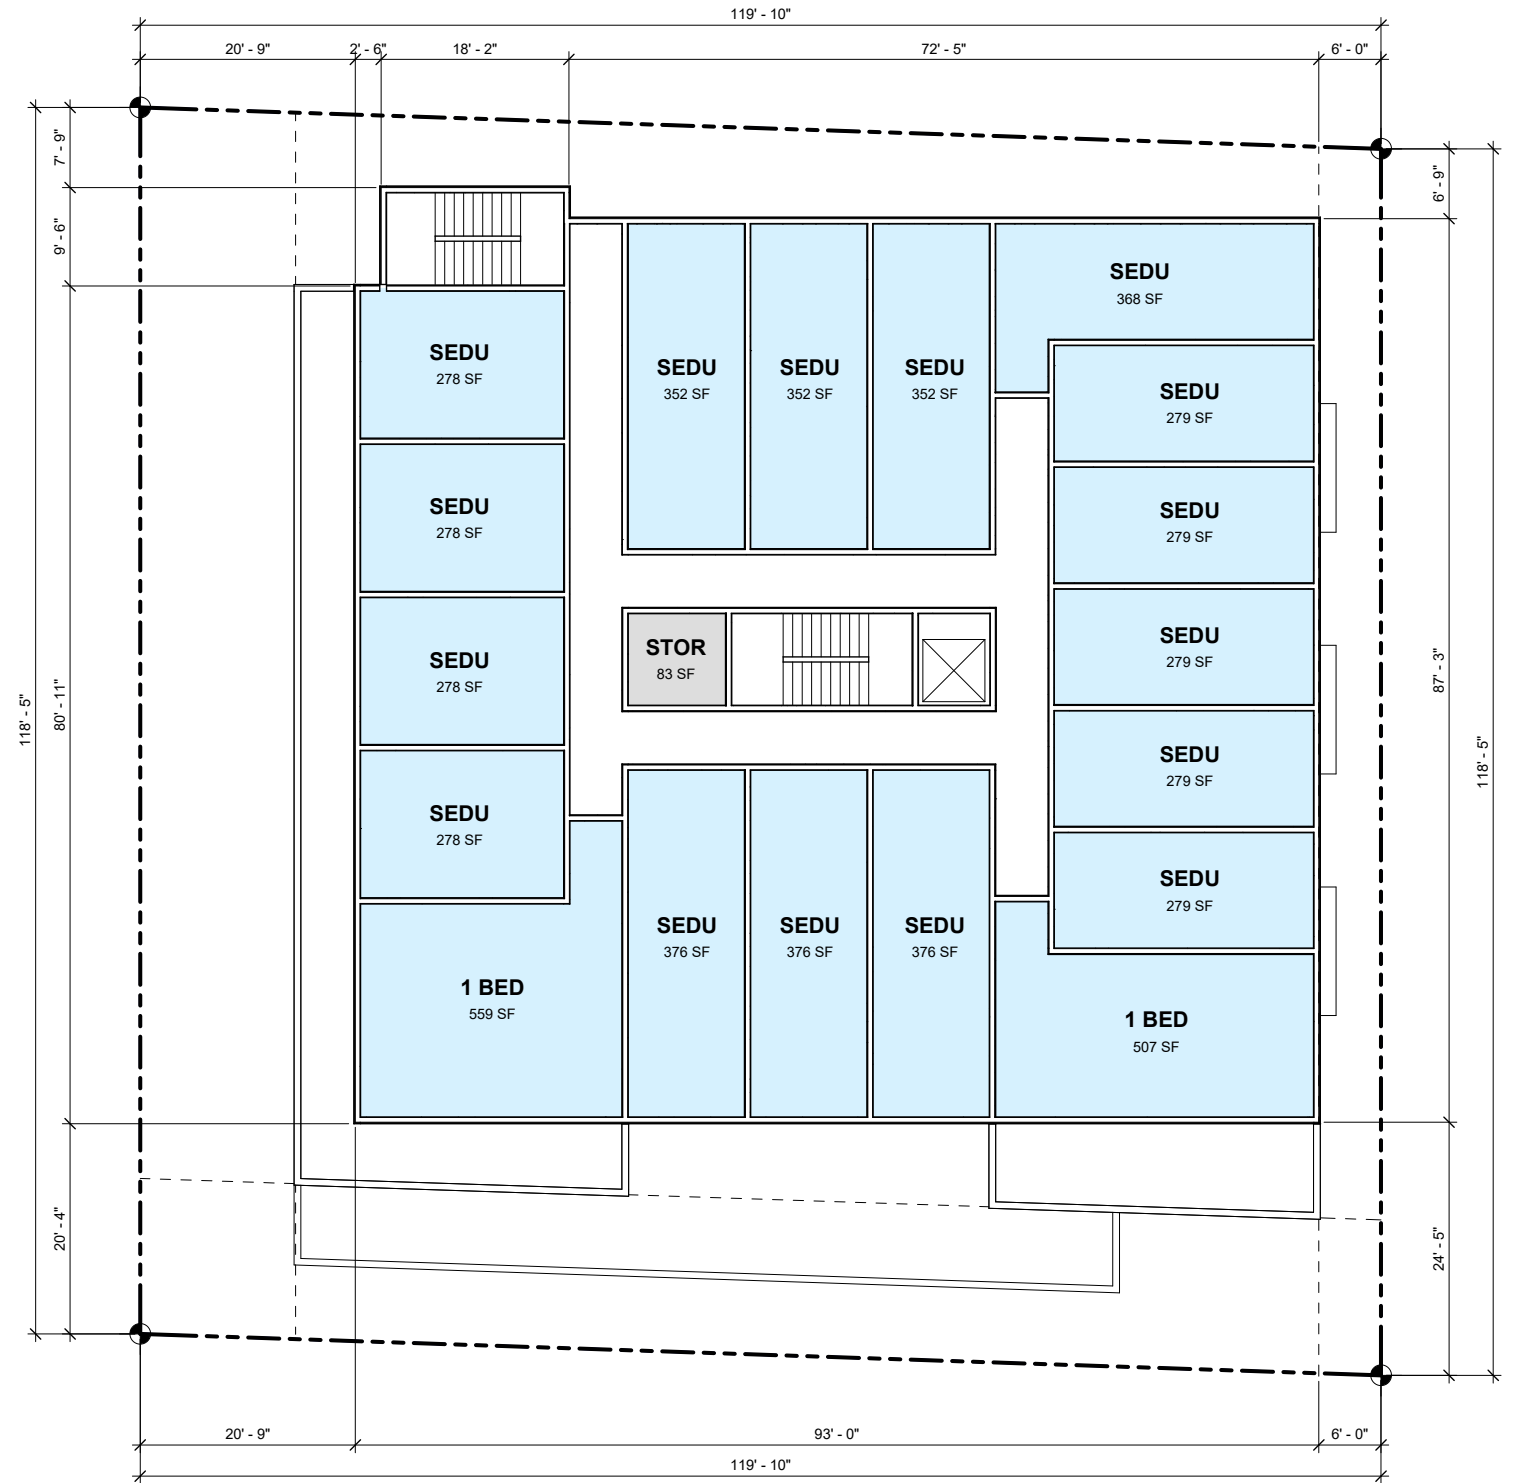 119' - 10"
20' - 9"
2' - 6"
18' - 2"
72' - 5"
6' - 0"
7' - 9"
6' - 9"
9' - 6"
SEDU
368 SF
SEDU
278 SF
SEDU
352 SF
SEDU
352 SF
SEDU
352 SF
SEDU
279 SF
SEDU
278 SF
SEDU
279 SF
STOR
83 SF
SEDU
279 SF
SEDU
278 SF
118' - 5"
80' - 11"
87' - 3"
118' - 5"
SEDU
279 SF
SEDU
278 SF
SEDU
279 SF
SEDU
376 SF
SEDU
376 SF
SEDU
376 SF
1 BED
559 SF
1 BED
507 SF
20' - 4"
24' - 5"
20' - 9"
93' - 0"
6' - 0"
119' - 10"